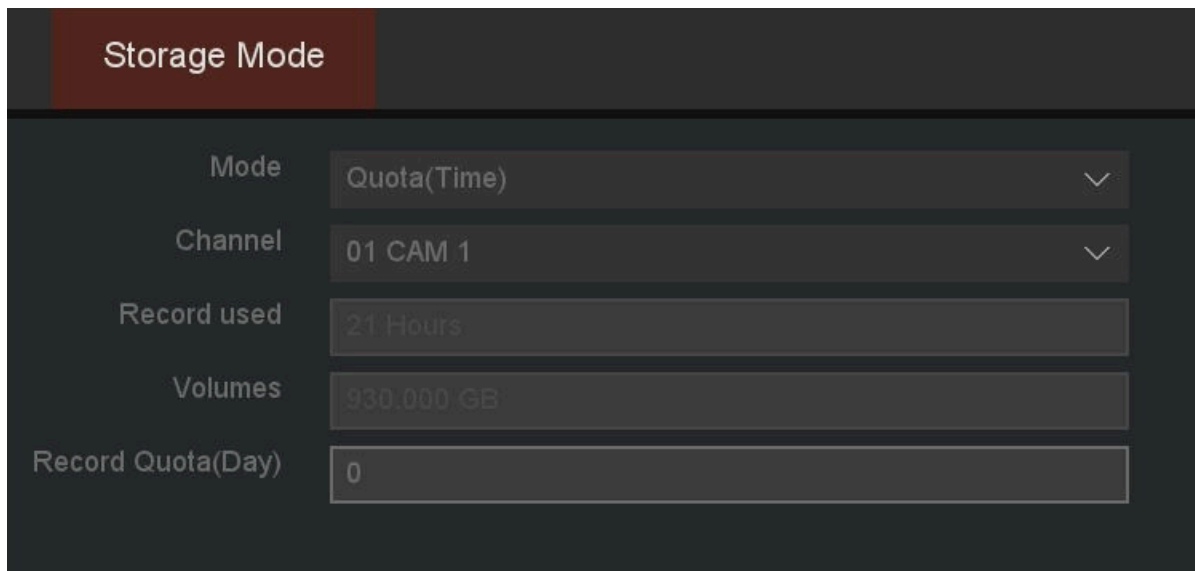 Storage Mode
Mode Quota(Time)
Channel 01 CAM 1
Record used 21 Hours
Volumes 930.000 GB
Record Quota(Day) 0